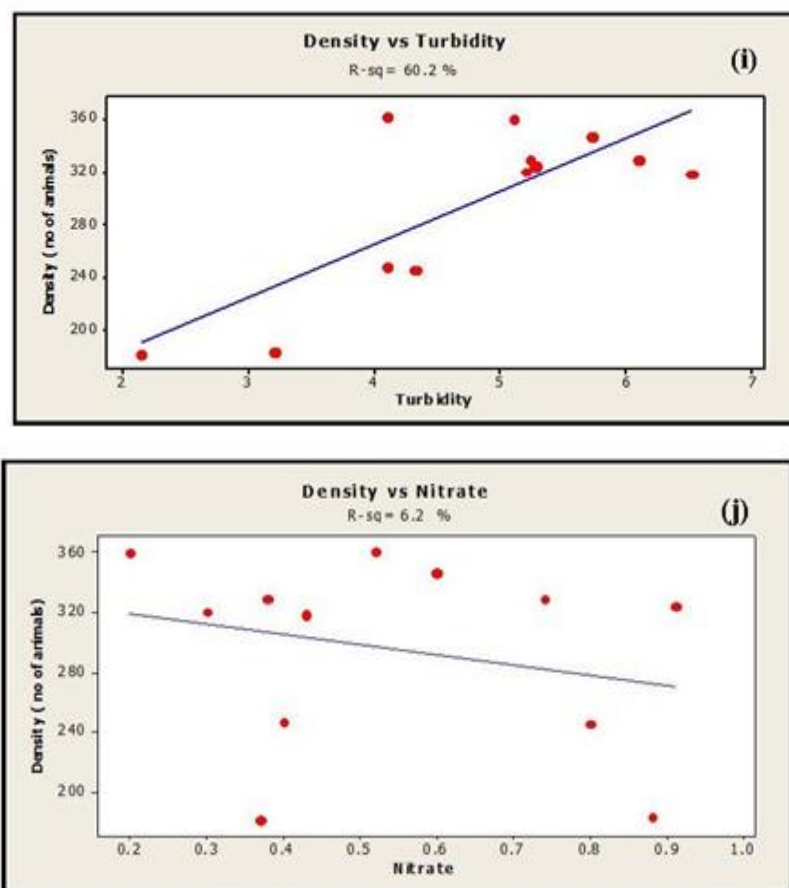 Density vs Turbidity
(i)
R-sq= 60.2 %
Density ( no of animals)
360
320
280
240
200
2 3 4 5 6 7
Turbidity
Density vs Nitrate
(j)
R-sq= 6.2 %
Density ( no of animals)
360
320
280
240
200
0.2 0.3 0.4 0.5 0.6 0.7 0.8 0.9 1.0
Nitrate